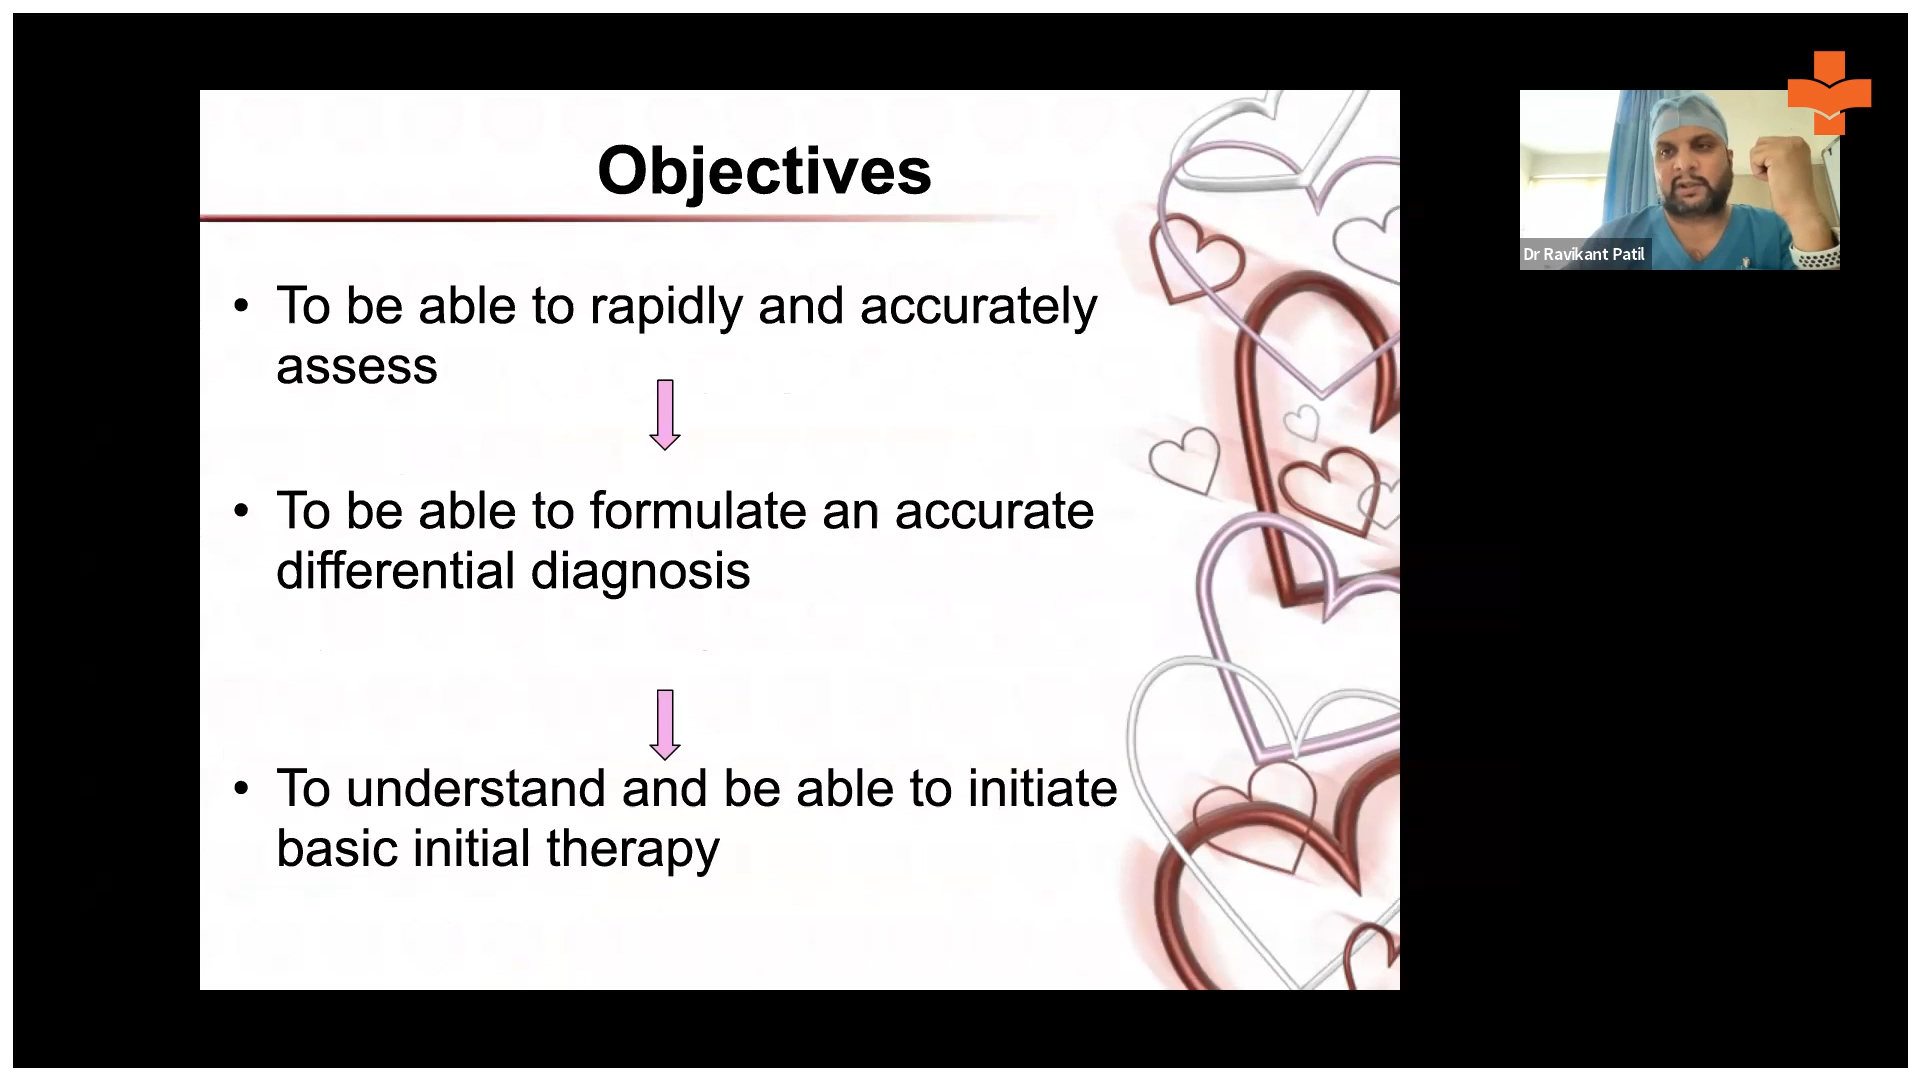 Objectives
• To be able to rapidly and accurately
assess
• To be able to formulate an accurate
differential diagnosis
• To understand and be able to initiate
basic initial therapy
Dr Ravikant Patil